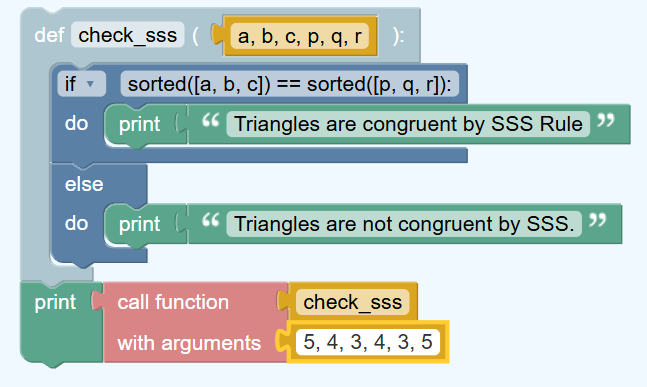 def check_sss ( a, b, c, p, q, r ):
if ▾ sorted([a, b, c]) == sorted([p, q, r]):
do print “ Triangles are congruent by SSS Rule ”
else
do print “ Triangles are not congruent by SSS. ”
print call function check_sss
with arguments 5, 4, 3, 4, 3, 5